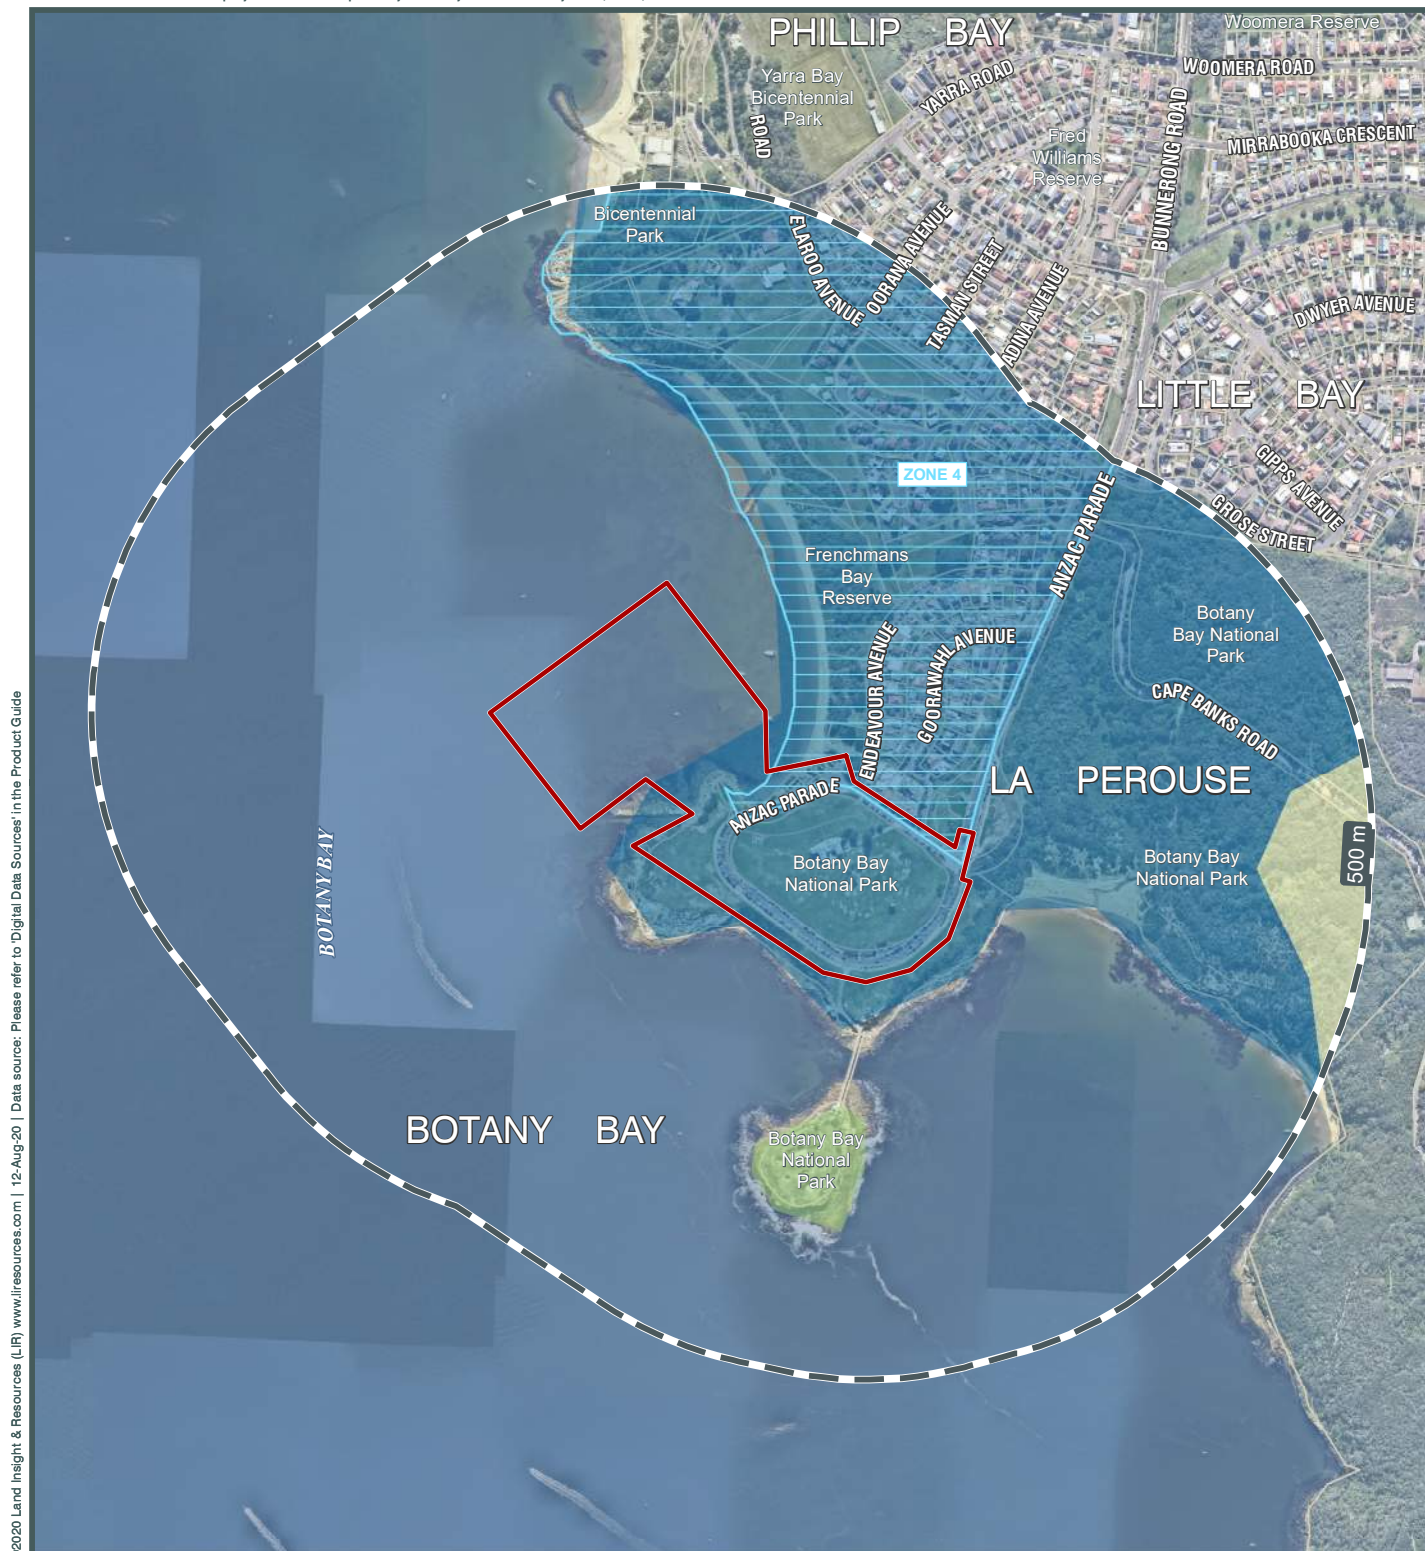 PHILLIP BAY
Woomera Reserve
WOOMERA ROAD
Yarra Bay
Bicentennial
Park
YARRA ROAD
ROAD
Fred
Williams
Reserve
BUNNERONG ROAD
MIRRABOOKA CRESCENT
Bicentennial
Park
ELAROO AVENUE
OORANA AVENUE
TASMAN STREET
ADINA AVENUE
DWYER AVENUE
LITTLE BAY
GIPPS AVENUE
GROSE STREET
ZONE 4
ANZAC PARADE
Frenchmans
Bay
Reserve
ENDEAVOUR AVENUE
GOORAWAHL AVENUE
Botany
Bay National
Park
CAPE BANKS ROAD
LA PEROUSE
ANZAC PARADE
Botany Bay
National Park
Botany Bay
National Park
500 m
BOTANY BAY
BOTANY BAY
Botany Bay
National
Park
2020 Land Insight & Resources (LIR) www.liresources.com | 12-Aug-20 | Data source: Please refer to 'Digital Data Sources' in the Product Guide